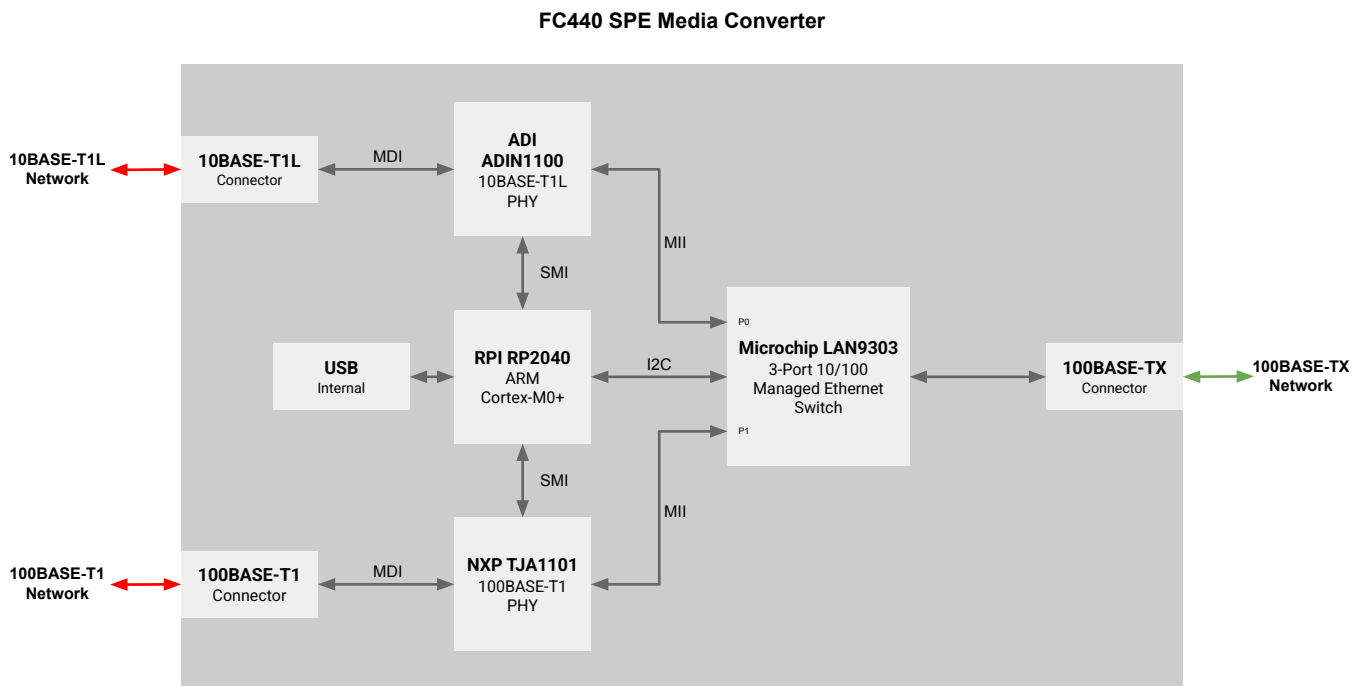 FC440 SPE Media Converter
10BASE-T1L
Network
10BASE-T1L
Connector
MDI
ADI
ADIN1100
10BASE-T1L
PHY
MII
SMI
USB
Internal
RPI RP2040
ARM
Cortex-M0+
I2C
P0
Microchip LAN9303
3-Port 10/100
Managed Ethernet
Switch
P1
100BASE-TX
Connector
100BASE-TX
Network
SMI
MII
100BASE-T1
Network
100BASE-T1
Connector
MDI
NXP TJA1101
100BASE-T1
PHY